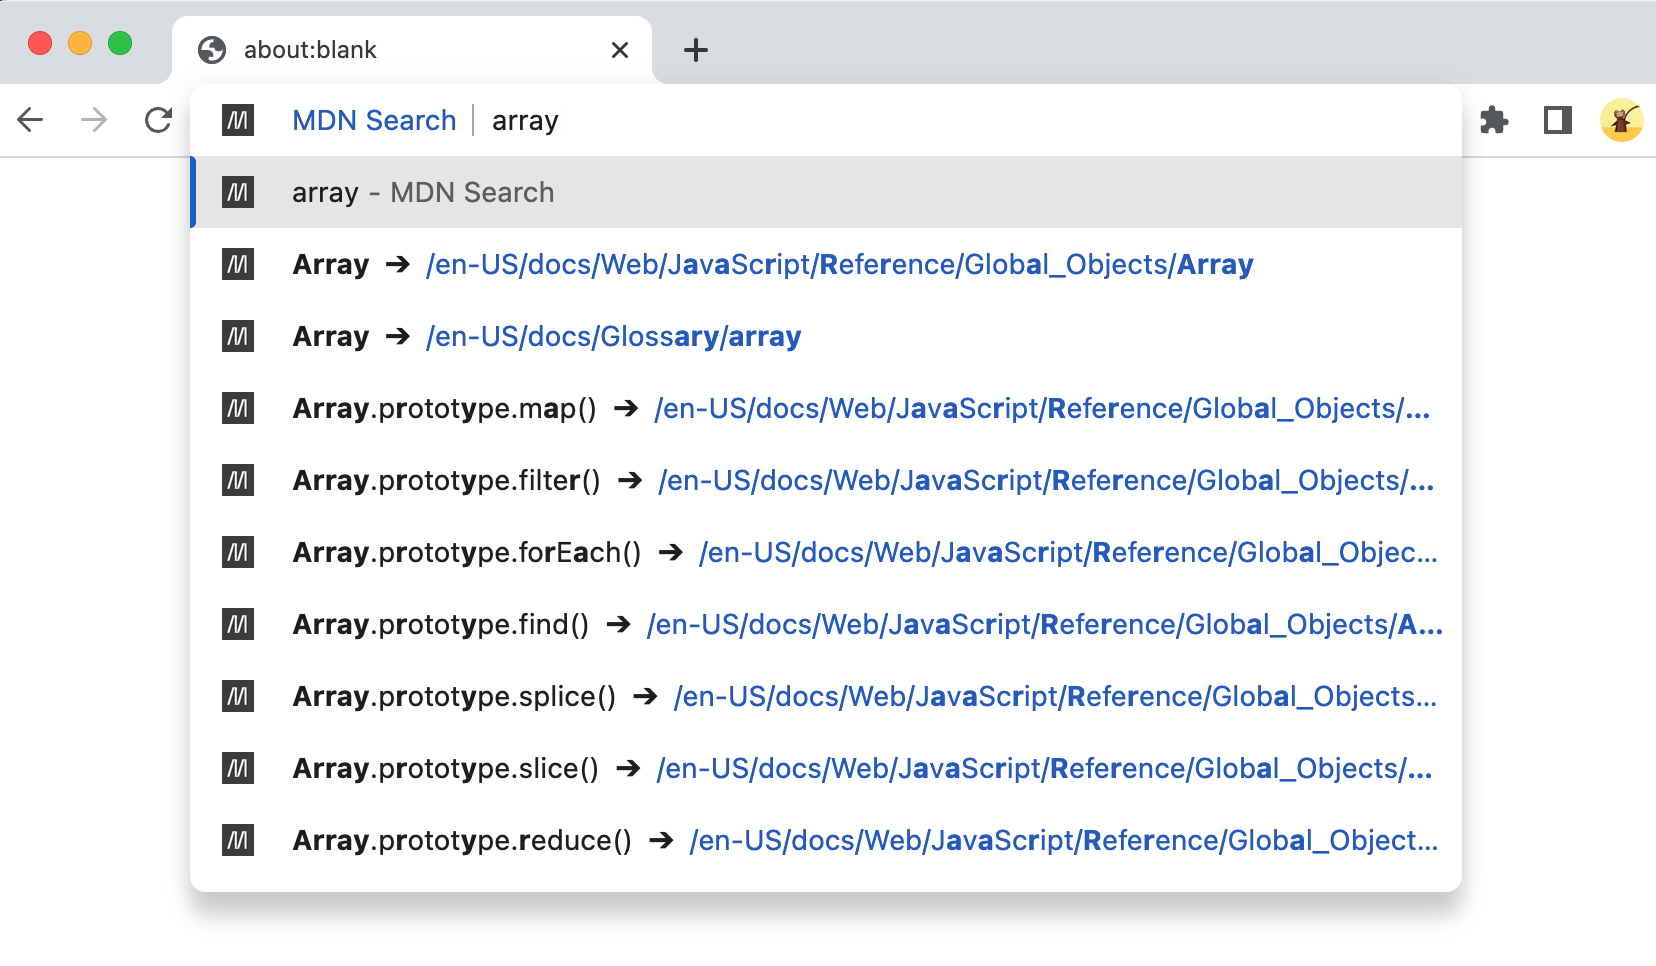 about:blank
MDN Search | array
array - MDN Search
Array ➔ /en-US/docs/Web/JavaScript/Reference/Global_Objects/Array
Array ➔ /en-US/docs/Glossary/array
Array.prototype.map() ➔ /en-US/docs/Web/JavaScript/Reference/Global_Objects/...
Array.prototype.filter() ➔ /en-US/docs/Web/JavaScript/Reference/Global_Objects/...
Array.prototype.forEach() ➔ /en-US/docs/Web/JavaScript/Reference/Global_Objec...
Array.prototype.find() ➔ /en-US/docs/Web/JavaScript/Reference/Global_Objects/A...
Array.prototype.splice() ➔ /en-US/docs/Web/JavaScript/Reference/Global_Objects...
Array.prototype.slice() ➔ /en-US/docs/Web/JavaScript/Reference/Global_Objects/...
Array.prototype.reduce() ➔ /en-US/docs/Web/JavaScript/Reference/Global_Object...